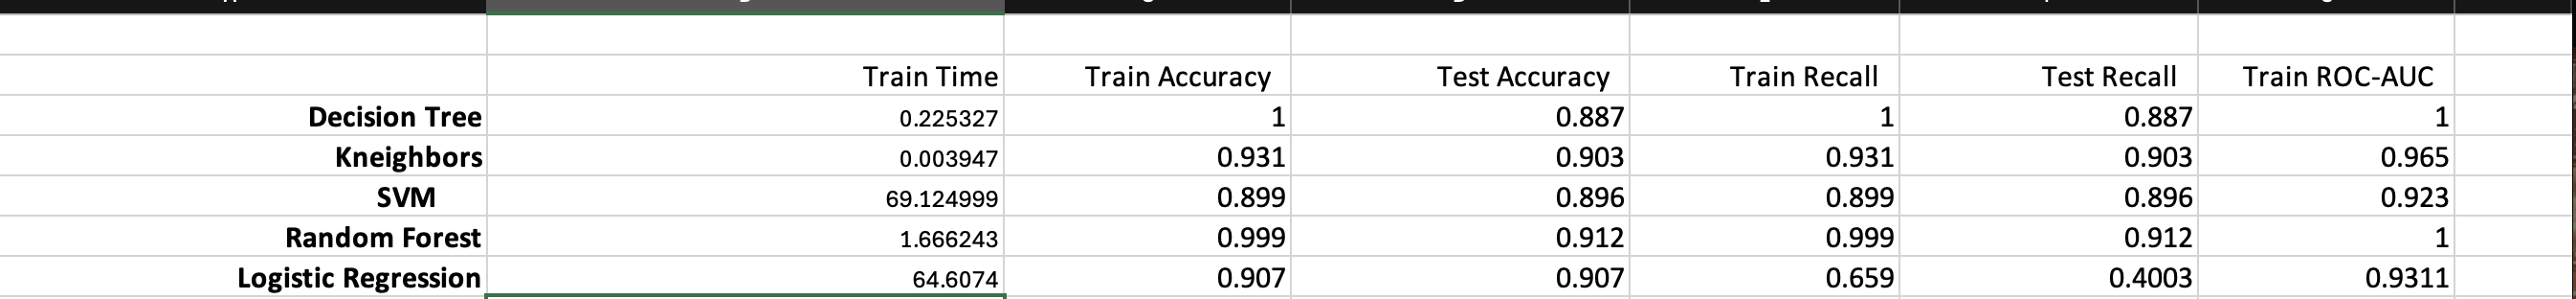 Train Time Train Accuracy Test Accuracy Train Recall Test Recall Train ROC-AUC
Decision Tree 0.225327 1 0.887 1 0.887 1
Kneighbors 0.003947 0.931 0.903 0.931 0.903 0.965
SVM 69.124999 0.899 0.896 0.899 0.896 0.923
Random Forest 1.666243 0.999 0.912 0.999 0.912 1
Logistic Regression 64.6074 0.907 0.907 0.659 0.4003 0.9311